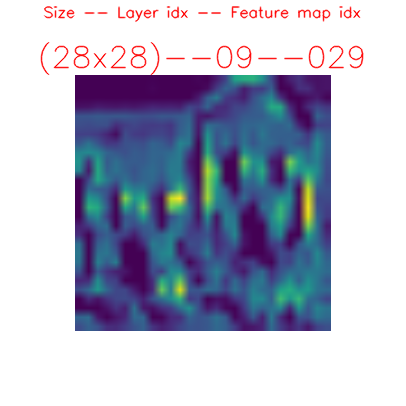 Size -- Layer idx -- Feature map idx
(28x28)--09--029